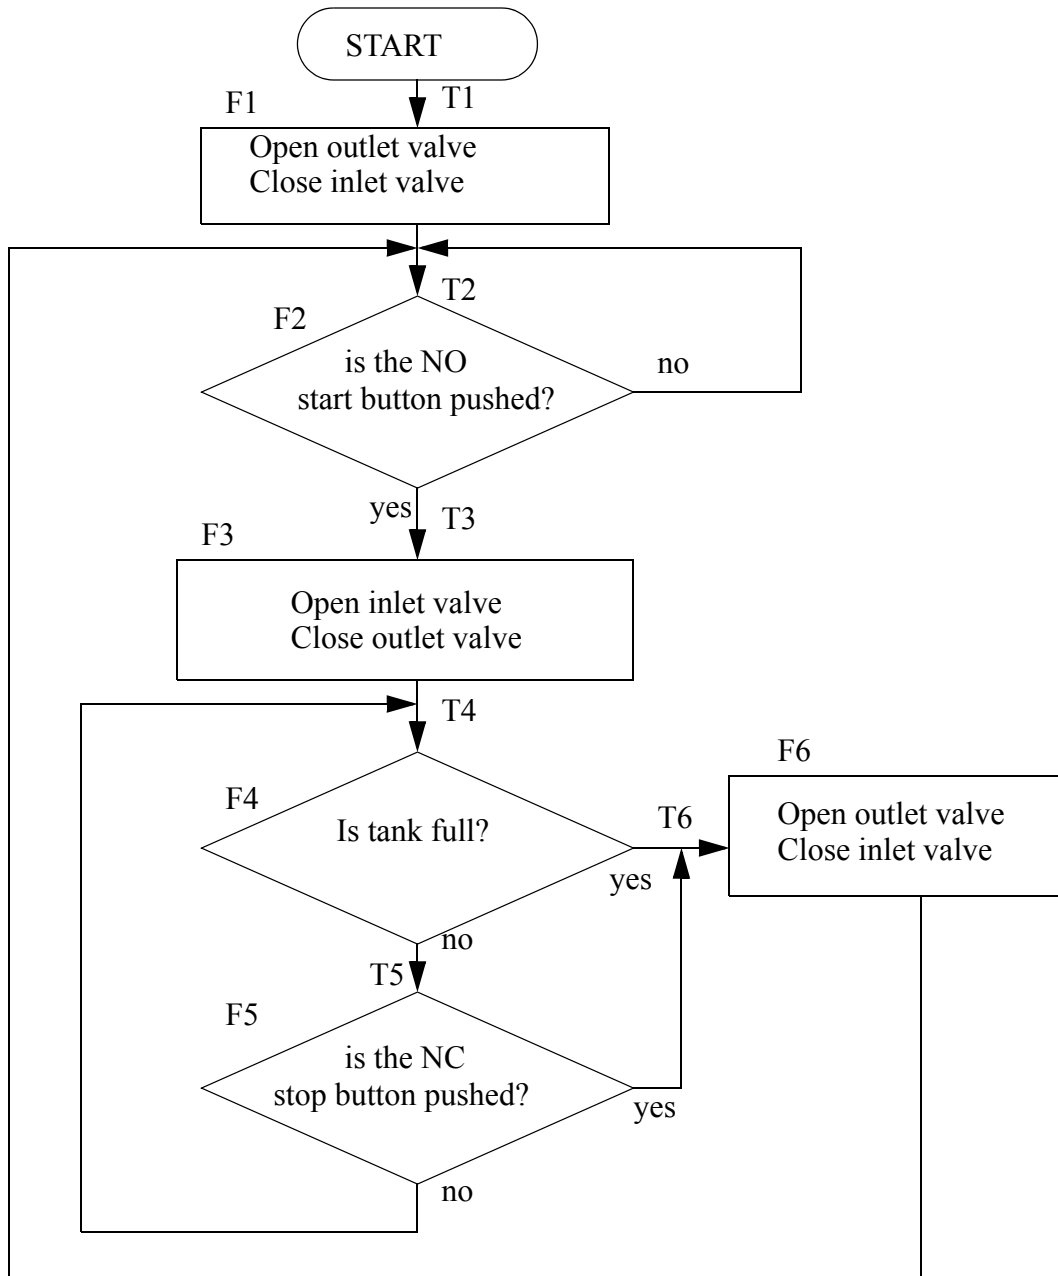 START
T1
F1
Open outlet valve
Close inlet valve
T2
F2
is the NO
start button pushed?
no
yes
T3
F3
Open inlet valve
Close outlet valve
T4
F4
Is tank full?
yes
T6
F6
Open outlet valve
Close inlet valve
no
T5
F5
is the NC
stop button pushed?
yes
no